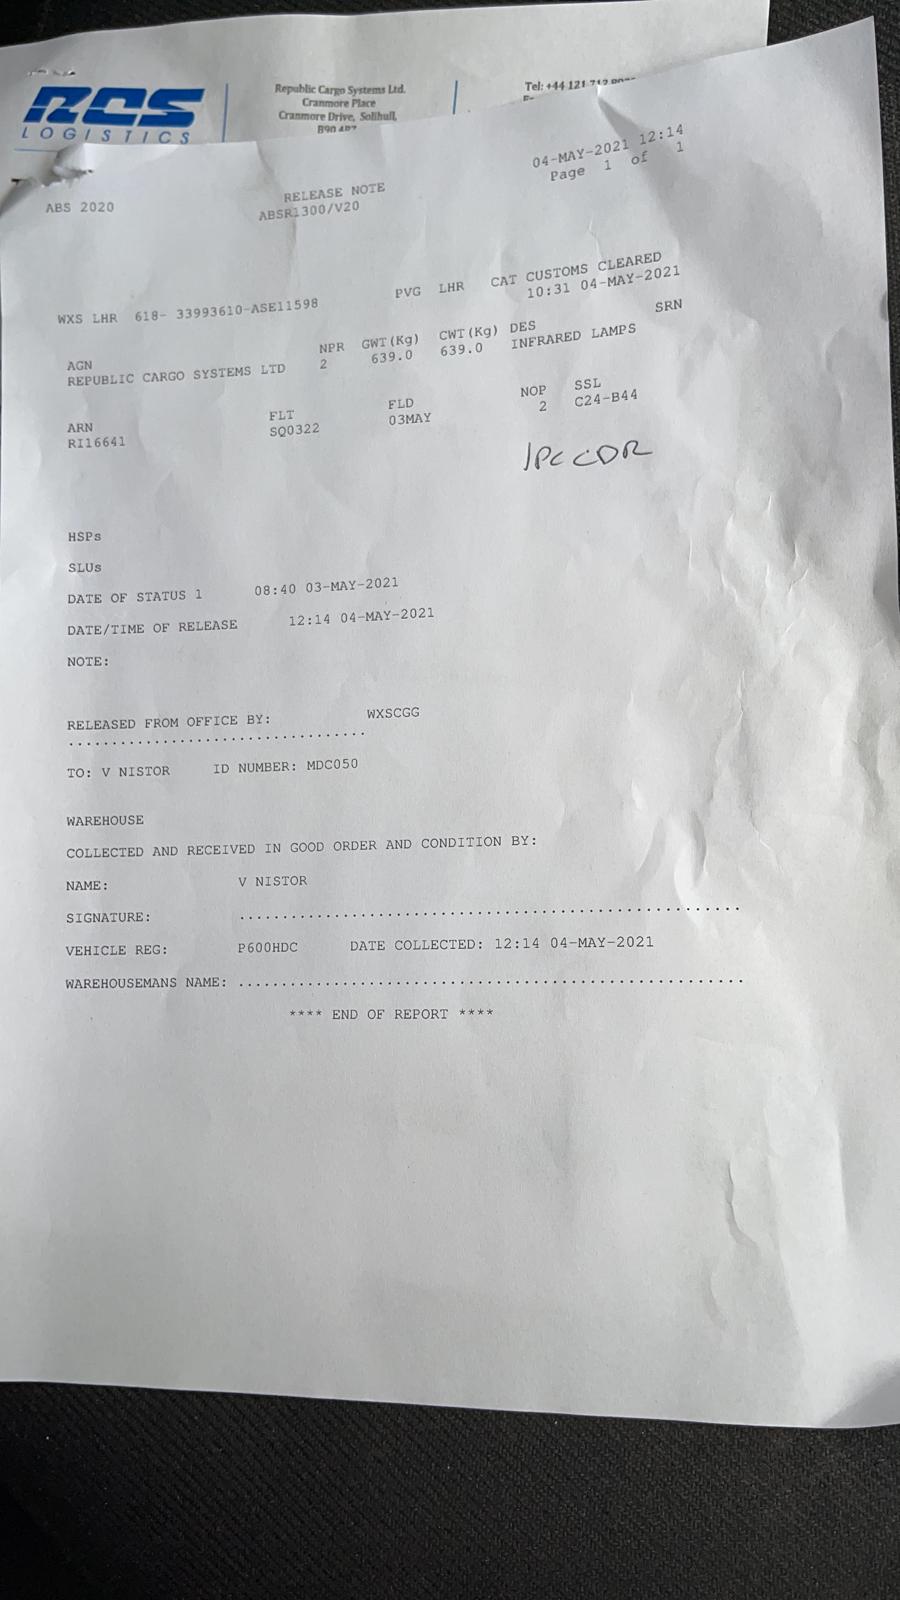 RCS
LOGISTICS
Republic Cargo Systems Ltd.
Cranmore Place
Cranmore Drive, Solihull,
B90
Tel: +44 121 712
04-MAY-2021 12:14
Page 1 of 1
ABS 2020
RELEASE NOTE
ABSR1300/V20
WXS LHR 618- 33993610-ASE11598 PVG LHR CAT CUSTOMS CLEARED
10:31 04-MAY-2021
AGN NPR GWT(Kg) CWT(Kg) DES SRN
REPUBLIC CARGO SYSTEMS LTD 2 639.0 639.0 INFRARED LAMPS
ARN FLT FLD NOP SSL
RI16641 SQ0322 03MAY 2 C24-B44
1PC CDR
HSPs
SLUs
DATE OF STATUS 1 08:40 03-MAY-2021
DATE/TIME OF RELEASE 12:14 04-MAY-2021
NOTE:
RELEASED FROM OFFICE BY: WXSCGG
...................................
TO: V NISTOR ID NUMBER: MDC050
WAREHOUSE
COLLECTED AND RECEIVED IN GOOD ORDER AND CONDITION BY:
NAME: V NISTOR
SIGNATURE: ..........................................................
VEHICLE REG: P600HDC DATE COLLECTED: 12:14 04-MAY-2021
WAREHOUSEMANS NAME: ...........................................................
**** END OF REPORT ****